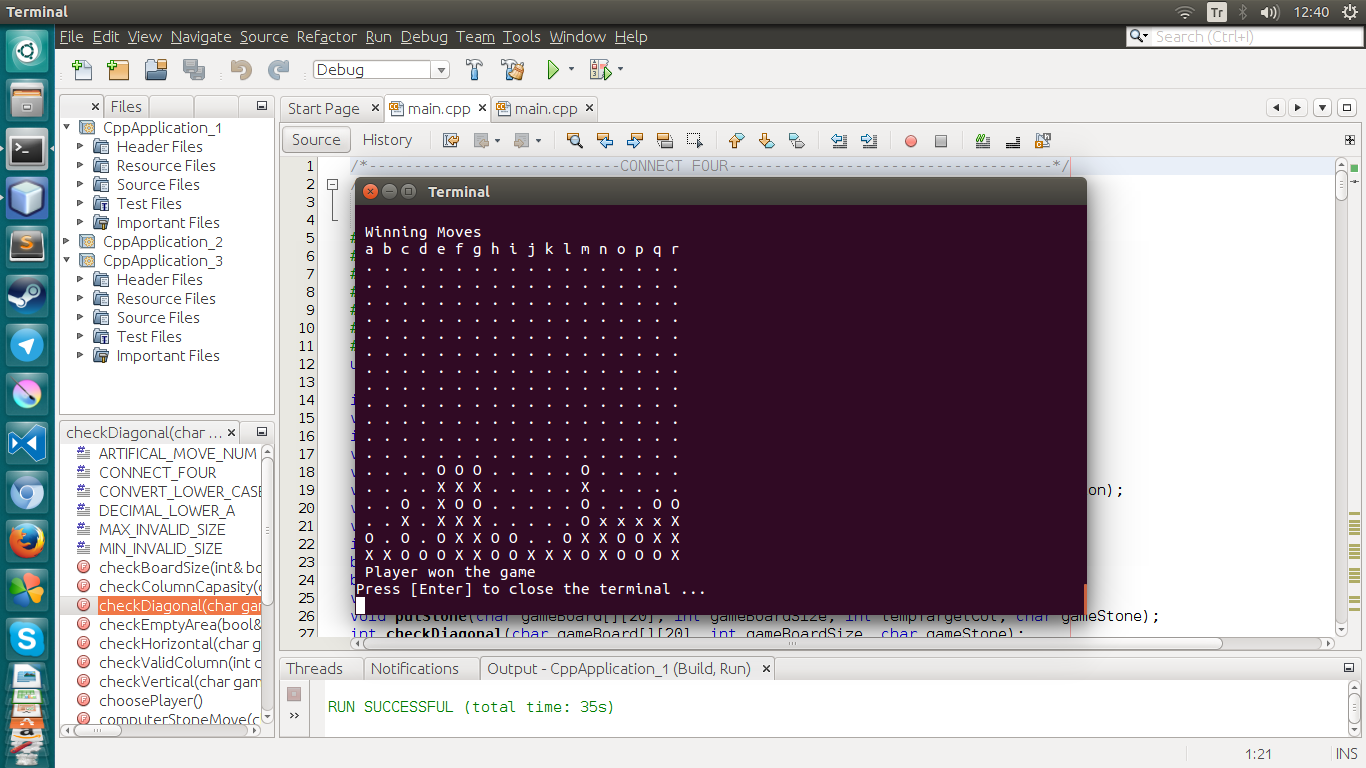 Terminal
Tr
12:40
File Edit View Navigate Source Refactor Run Debug Team Tools Window Help
Search (Ctrl+I)
Debug
Files
Start Page
main.cpp
main.cpp
CppApplication_1
Header Files
Resource Files
Source Files
Test Files
Important Files
CppApplication_2
CppApplication_3
Header Files
Resource Files
Source Files
Test Files
Important Files
Source History
1 /*----------------------------CONNECT FOUR------------------------------------*/
2
3
4
5 #
6 #
7 #
8 #
9 #
10 #
11 #
12 u
13
14 i
15 v
16 i
17 v
18 v
19 v on);
20 v
21 v
22 i
23 b
24 b
25 v
26 void putStone(char gameBoard[][20], int gameBoardSize, int tempTargetCol, char gameStone);
27 int checkDiagonal(char gameBoard[][20], int gameBoardSize, char gameStone);
Terminal
Winning Moves
a b c d e f g h i j k l m n o p q r
. . . . . . . . . . . . . . . . . .
. . . . . . . . . . . . . . . . . .
. . . . . . . . . . . . . . . . . .
. . . . . . . . . . . . . . . . . .
. . . . . . . . . . . . . . . . . .
. . . . . . . . . . . . . . . . . .
. . . . . . . . . . . . . . . . . .
. . . . . . . . . . . . . . . . . .
. . . . . . . . . . . . . . . . . .
. . . . . . . . . . . . . . . . . .
. . . . . . . . . . . . . . . . . .
. . . . . . . . . . . . . . . . . .
. . . . O O O . . . . . O . . . . .
. . . . X X X . . . . . X . . . . .
. . O . X O O . . . . . O . . . O O
. . X . X X X . . . . . O x x x x X
O . O . O X X O O . . O X X O O X X
X X O O O X X O O X X X O X O O O X
Player won the game
Press [Enter] to close the terminal ...
checkDiagonal(char ...
ARTIFICAL_MOVE_NUM
CONNECT_FOUR
CONVERT_LOWER_CASE
DECIMAL_LOWER_A
MAX_INVALID_SIZE
MIN_INVALID_SIZE
checkBoardSize(int& bo
checkColumnCapasity(c
checkDiagonal(char gam
checkEmptyArea(bool&
checkHorizontal(char g
checkValidColumn(int c
checkVertical(char gam
choosePlayer()
computerStoneMove(c
Threads
Notifications
Output - CppApplication_1 (Build, Run)
RUN SUCCESSFUL (total time: 35s)
1:21
INS